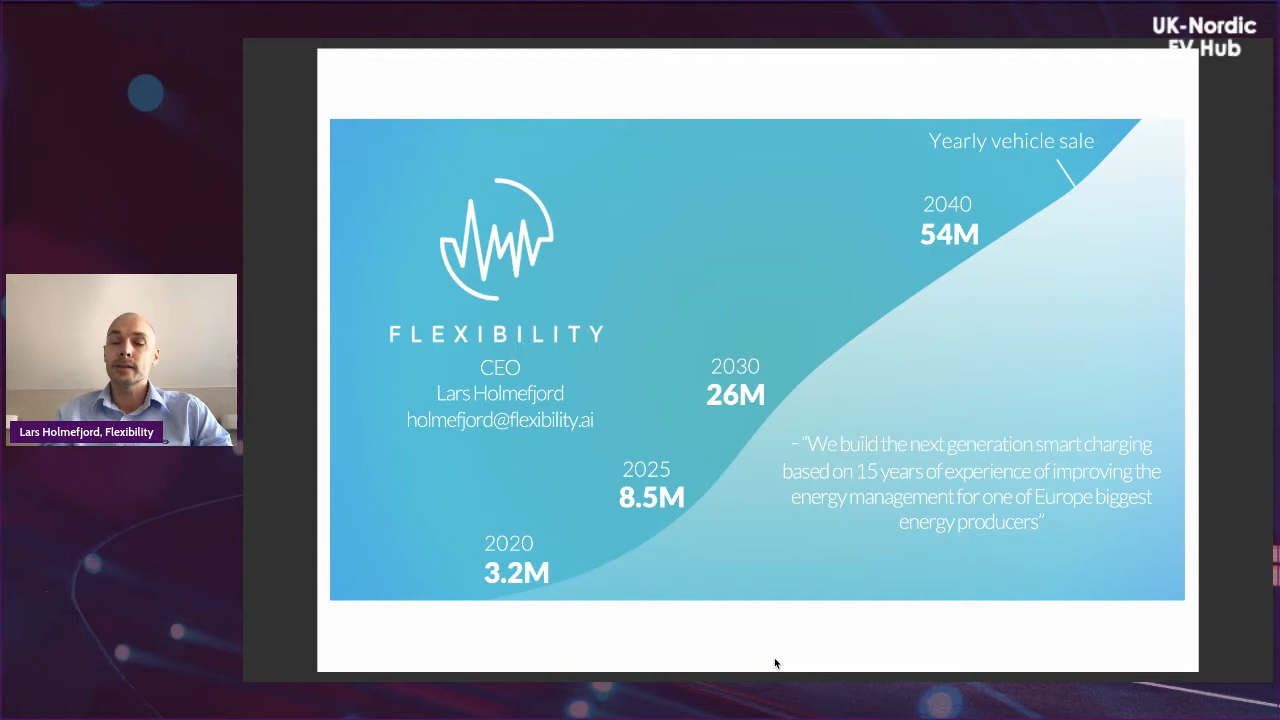 UK-Nordic
EV Hub
Yearly vehicle sale
2040
54M
FLEXIBILITY
CEO
Lars Holmefjord
holmefjord@flexibility.ai
2030
26M
Lars Holmefjord, Flexibility
– “We build the next generation smart charging
based on 15 years of experience of improving the
energy management for one of Europe biggest
energy producers”
2025
8.5M
2020
3.2M